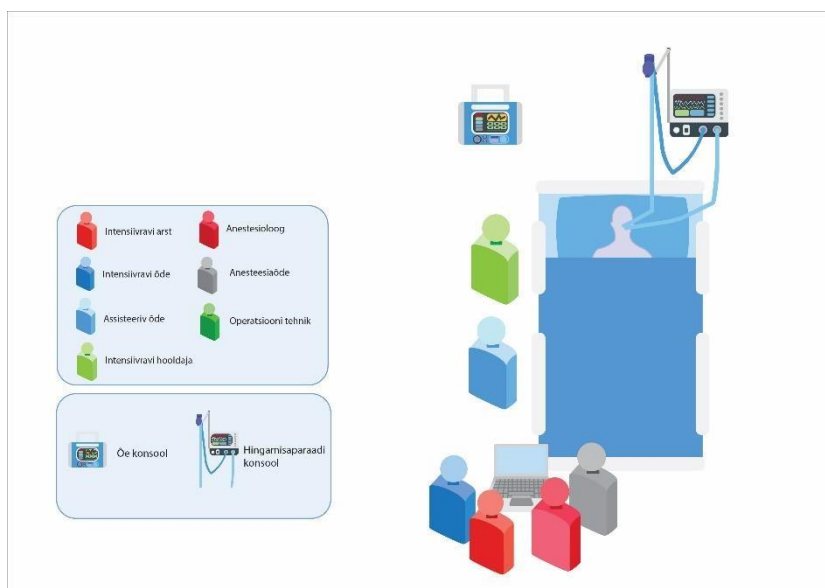 Intensiivravi arst
Anestesioloog
Intensiivravi õde
Anesteesiaõde
Assisteeriv õde
Operatsiooni tehnik
Intensiivravi hooldaja
Õe konsool
Hingamisaparaadi
konsool